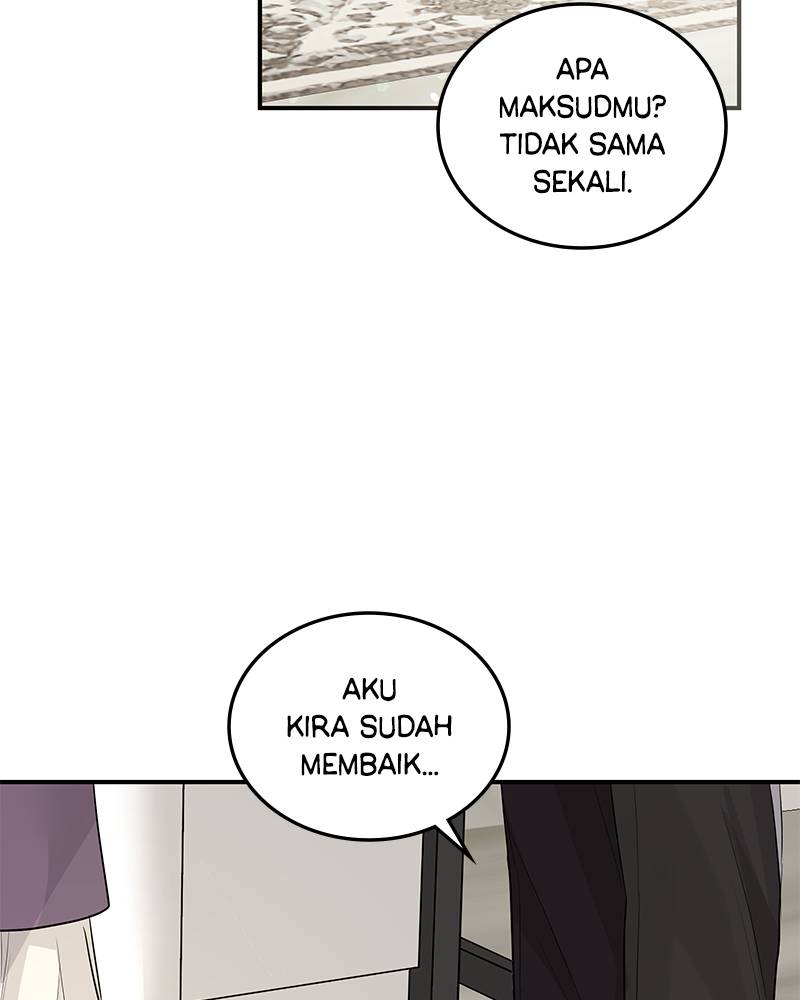 APA
MAKSUDMU?
TIDAK SAMA
SEKALI.
AKU
KIRA SUDAH
MEMBAIK...